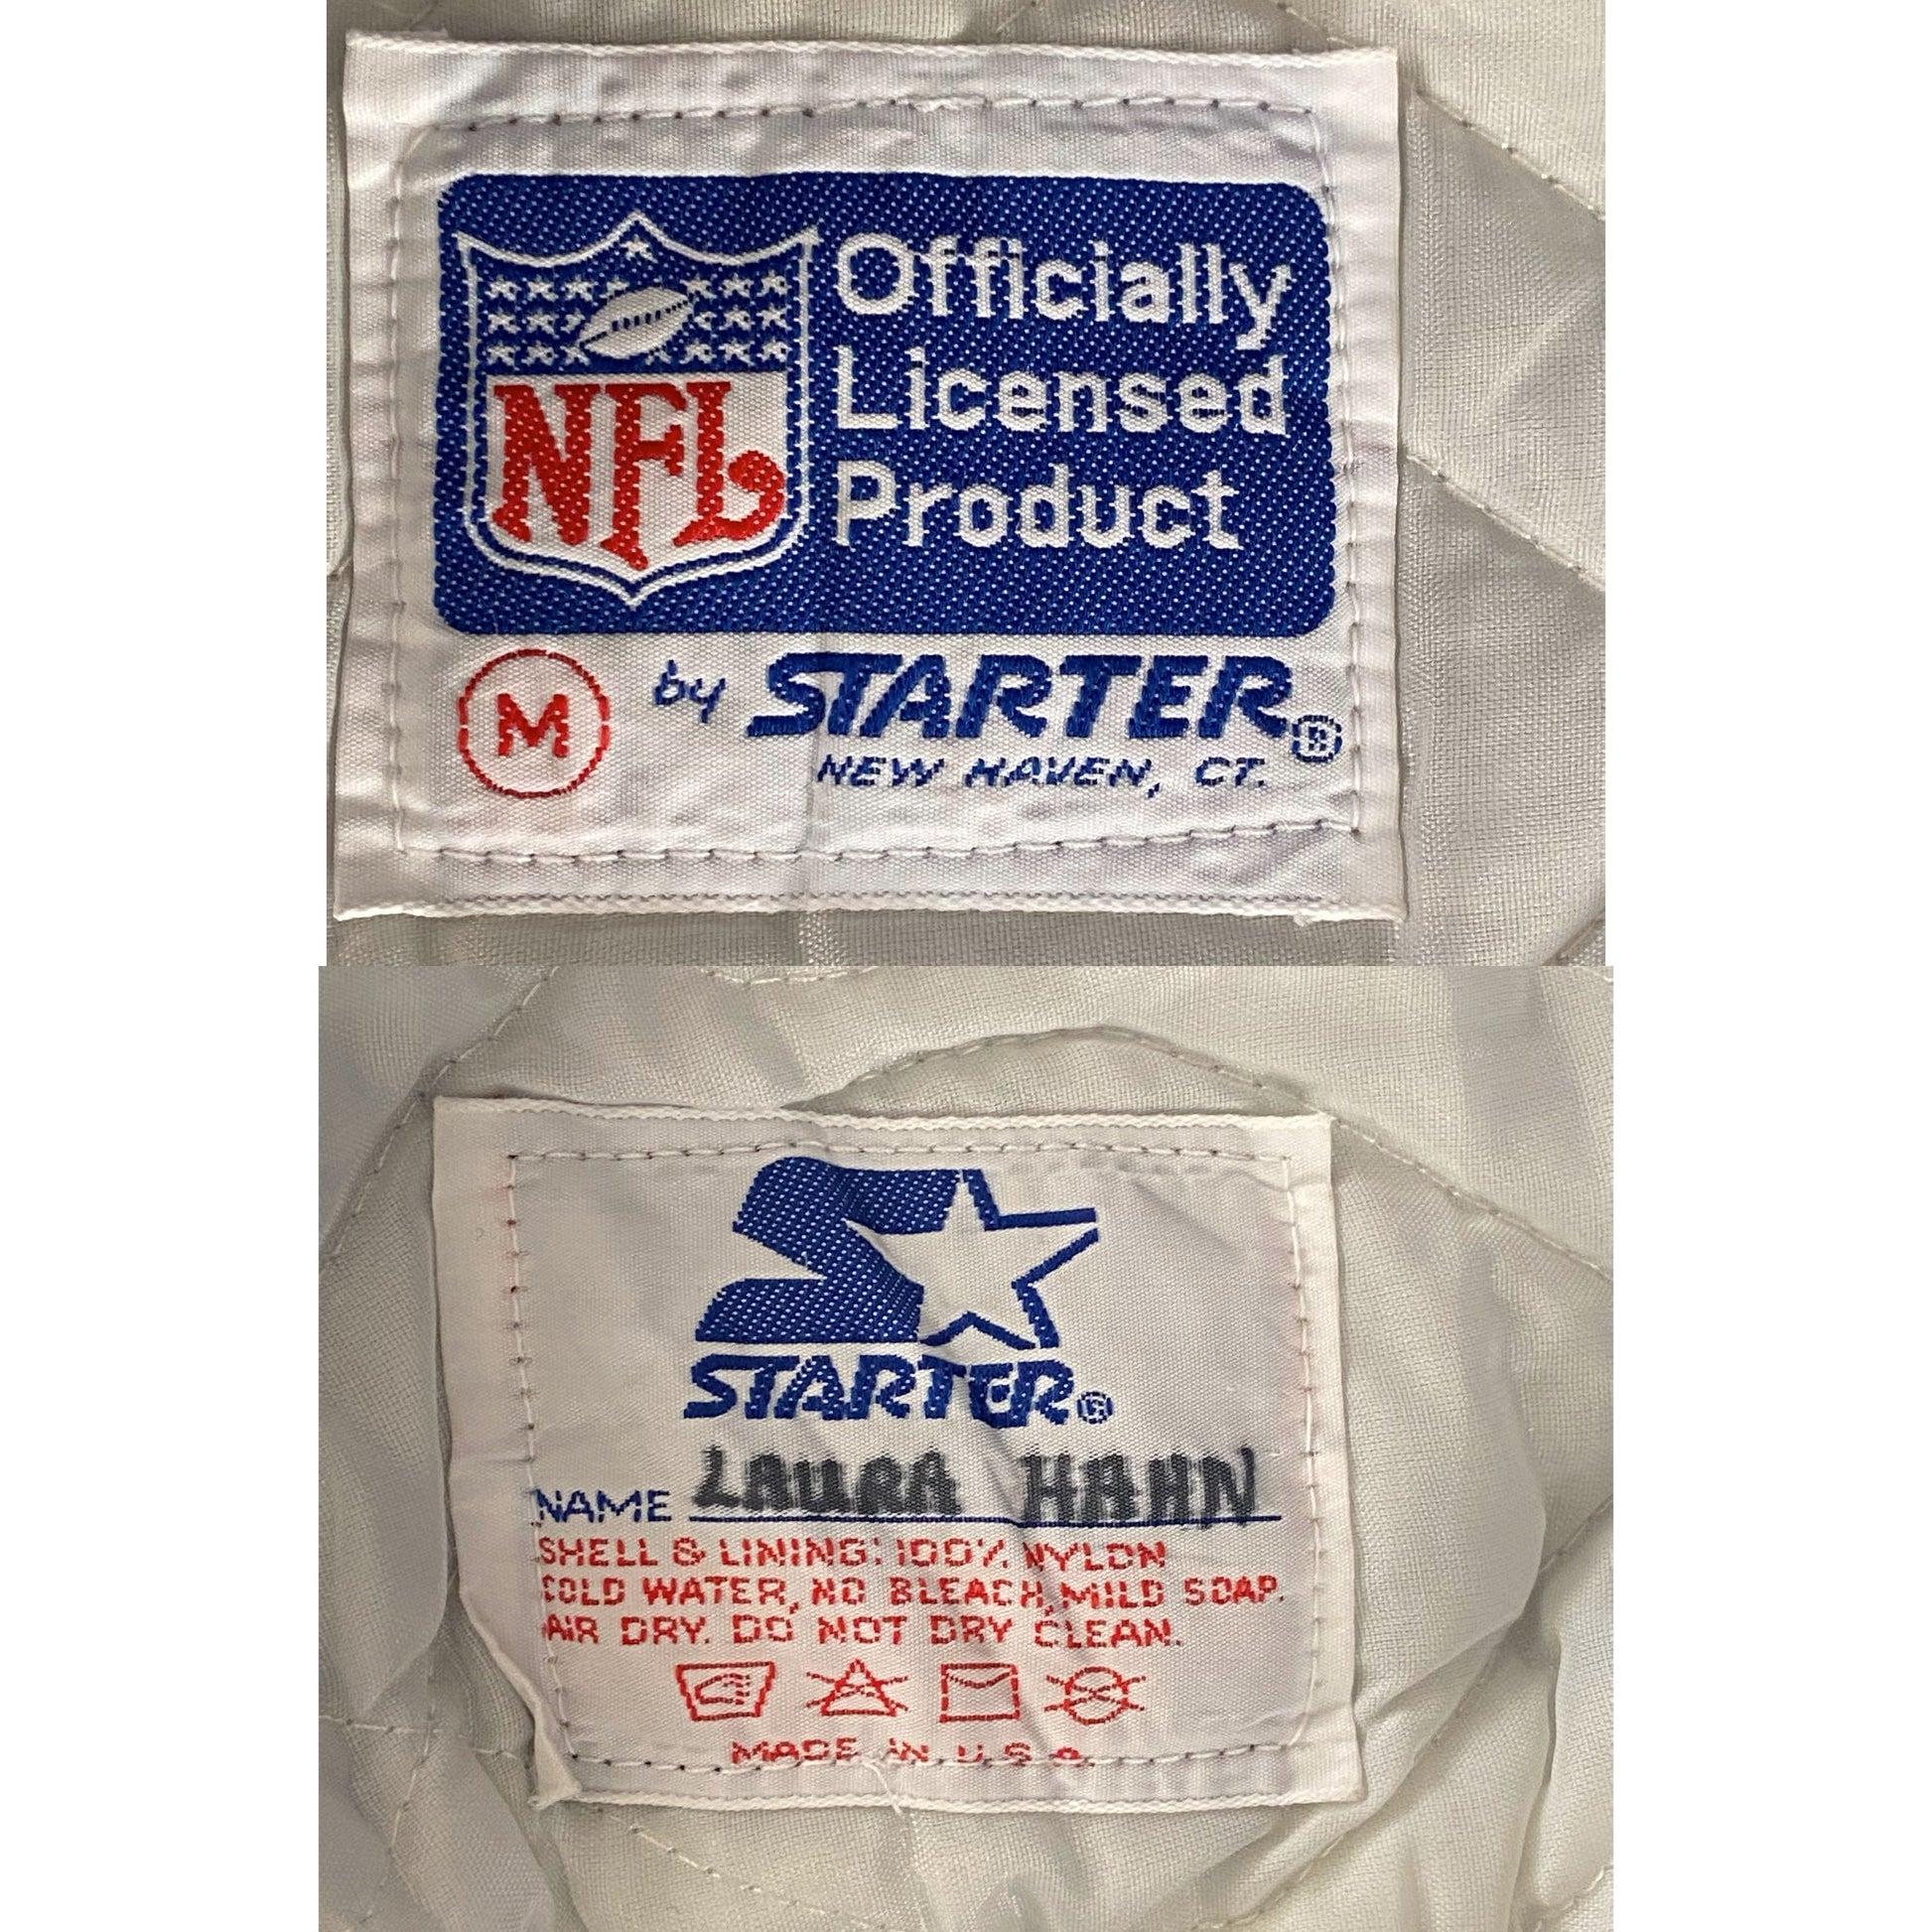 NFL
Officially
Licensed
Product
M by STARTER®
NEW HAVEN, CT.
STARTER®
NAME LAURA HAHN
SHELL & LINING: 100% NYLON
COLD WATER, NO BLEACH, MILD SOAP.
AIR DRY. DO NOT DRY CLEAN.
MADE IN U.S.A.